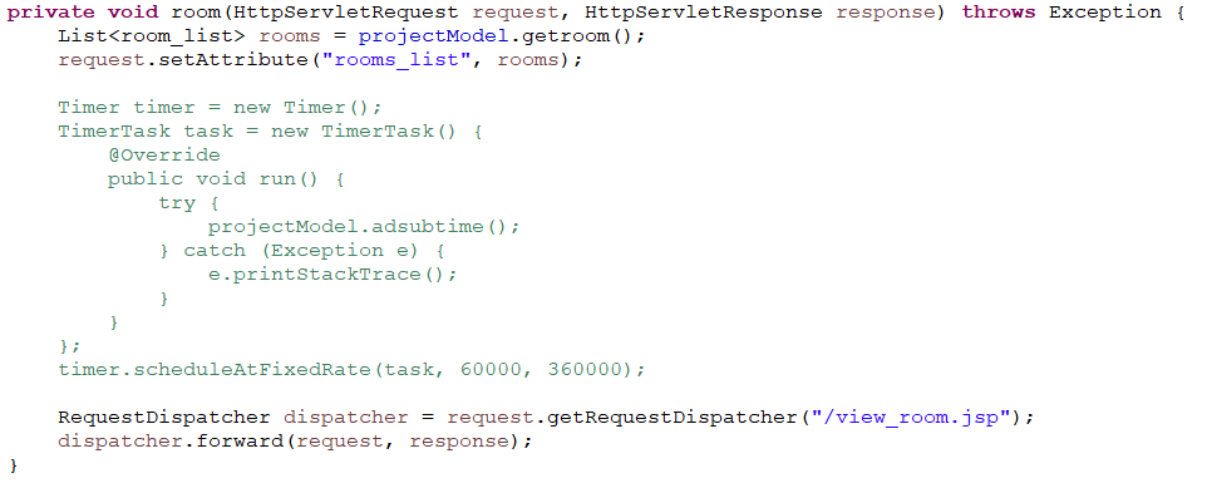 private void room(HttpServletRequest request, HttpServletResponse response) throws Exception {
    List<room_list> rooms = projectModel.getroom();
    request.setAttribute("rooms_list", rooms);

    Timer timer = new Timer();
    TimerTask task = new TimerTask() {
        @Override
        public void run() {
            try {
                projectModel.adsubtime();
            } catch (Exception e) {
                e.printStackTrace();
            }
        }
    };
    timer.scheduleAtFixedRate(task, 60000, 360000);

    RequestDispatcher dispatcher = request.getRequestDispatcher("/view_room.jsp");
    dispatcher.forward(request, response);
}